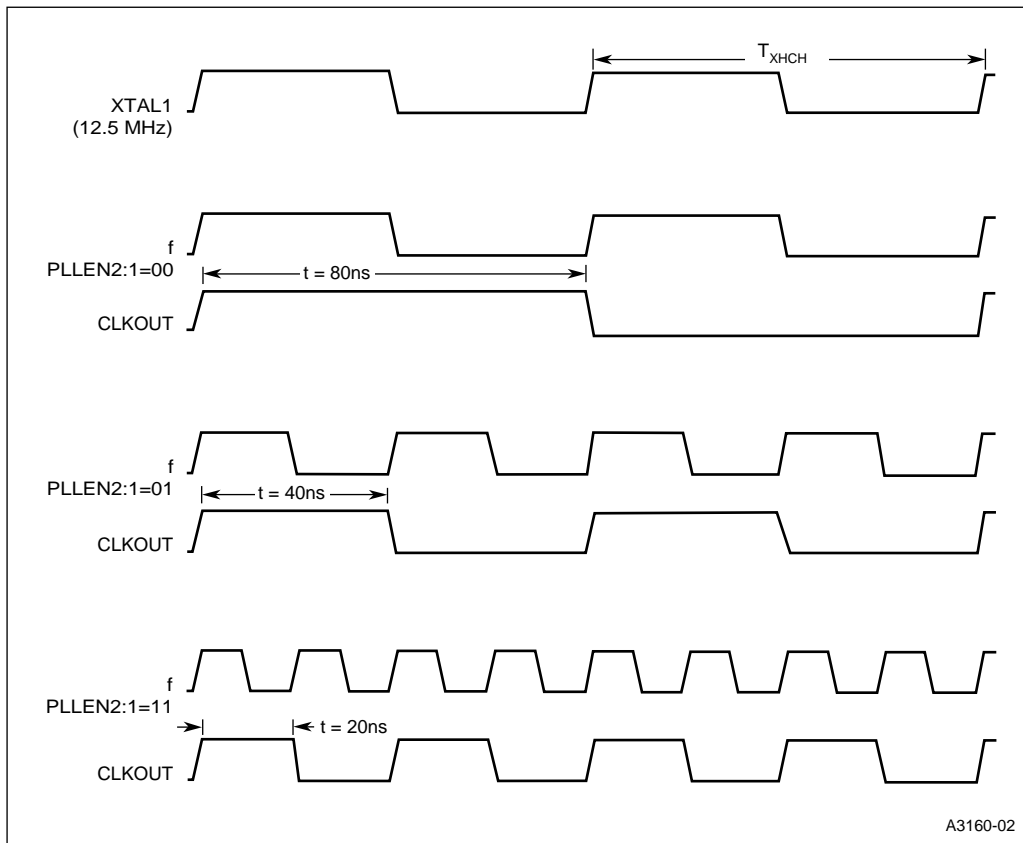 T_XHCH
XTAL1
(12.5 MHz)
f
PLLEN2:1=00
t = 80ns
CLKOUT
f
PLLEN2:1=01
t = 40ns
CLKOUT
f
PLLEN2:1=11
t = 20ns
CLKOUT
A3160-02